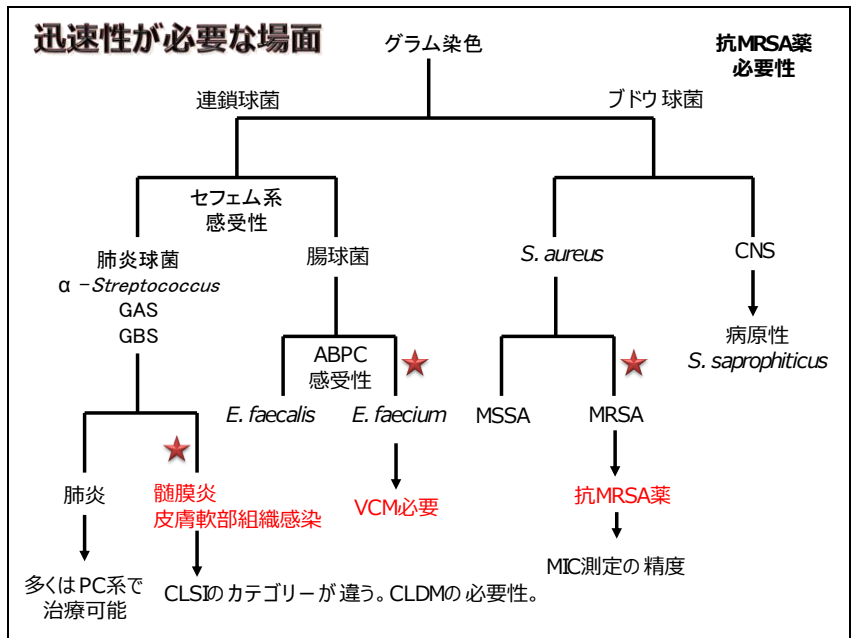 迅速性が必要な場面
グラム染色
抗MRSA薬
必要性
連鎖球菌
ブドウ球菌
セフェム系
感受性
肺炎球菌
α-Streptococcus
GAS
GBS
腸球菌
S. aureus
CNS
病原性
S. saprophiticus
ABPC
感受性
E. faecalis
E. faecium
MSSA
MRSA
肺炎
髄膜炎
皮膚軟部組織感染
VCM必要
抗MRSA薬
MIC測定の精度
多くはPC系で
治療可能
CLSIのカテゴリーが違う。CLDMの必要性。